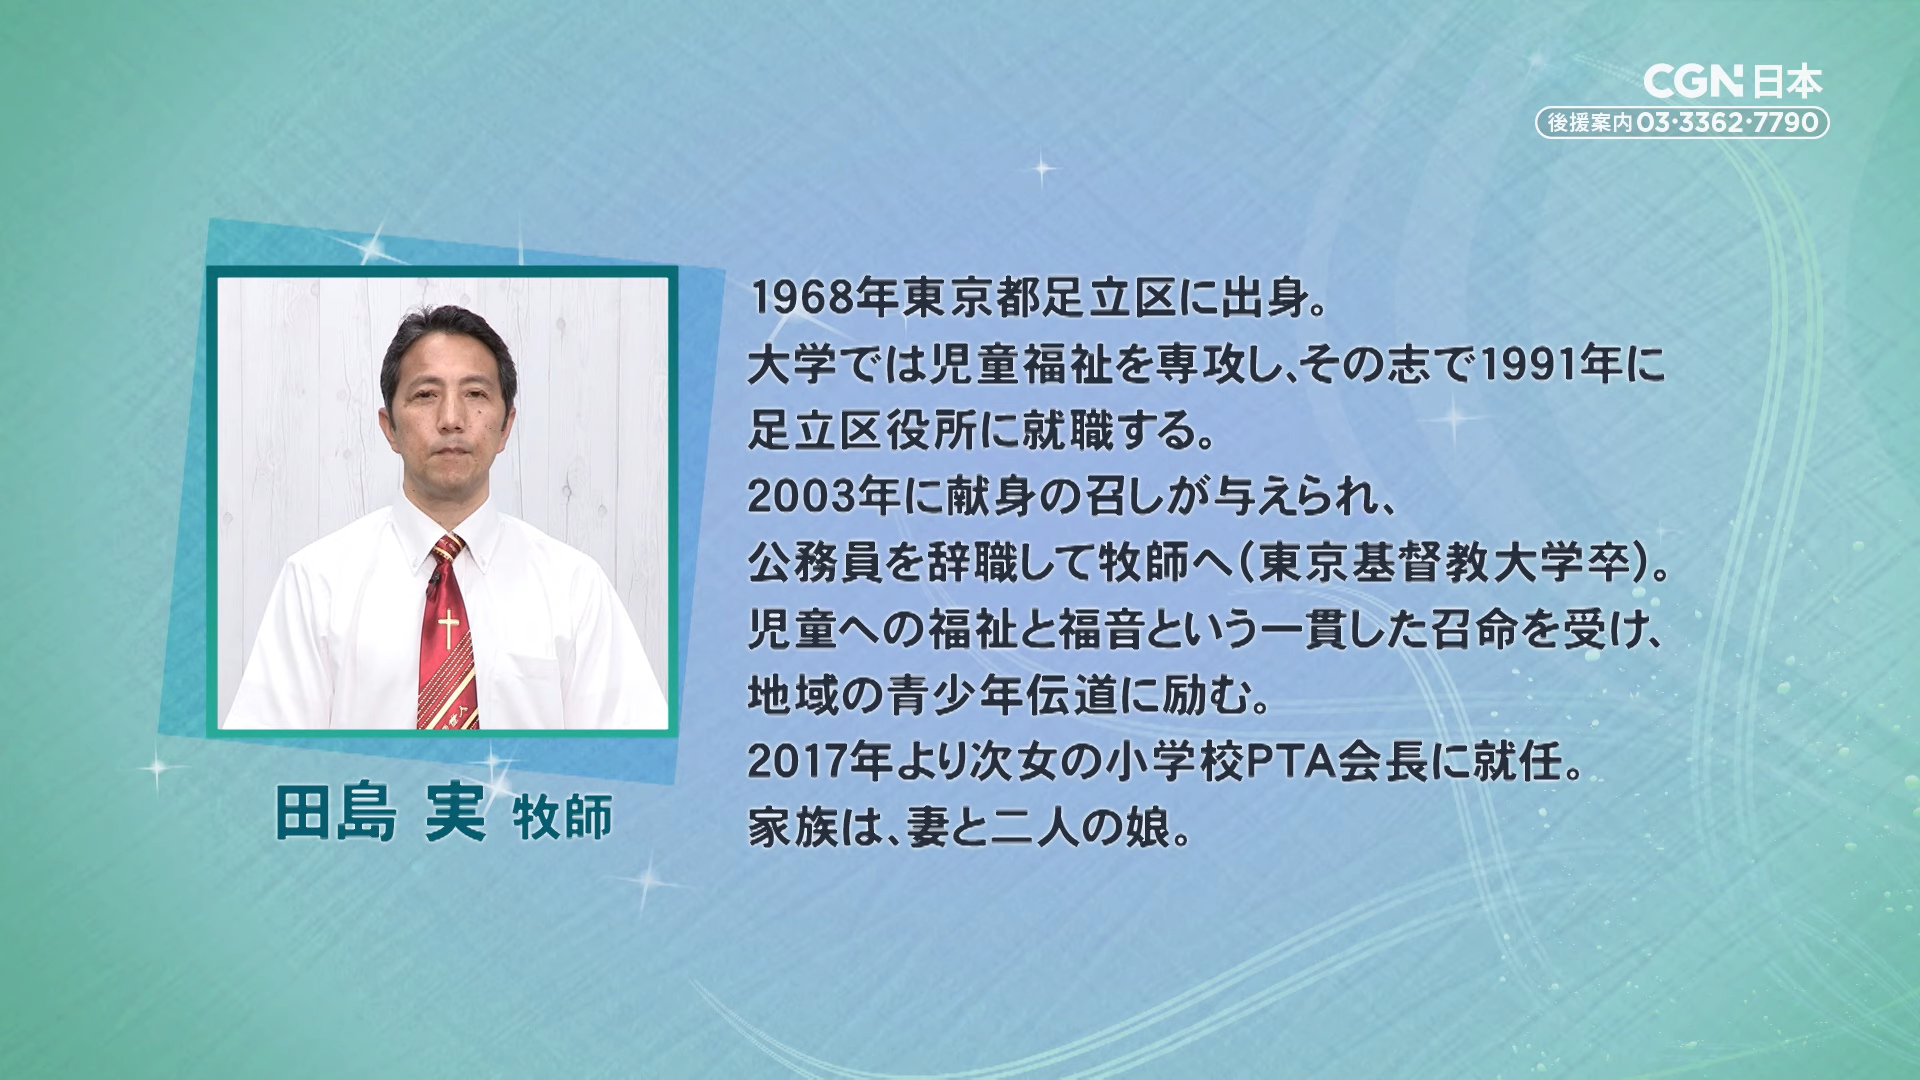 CGN日本
後援案内03·3362·7790
1968年東京都足立区に出身。
大学では児童福祉を専攻し、その志で1991年に
足立区役所に就職する。
2003年に献身の召しが与えられ、
公務員を辞職して牧師へ（東京基督教大学卒）。
児童への福祉と福音という一貫した召命を受け、
地域の青少年伝道に励む。
2017年より次女の小学校PTA会長に就任。
家族は、妻と二人の娘。
田島 実 牧師